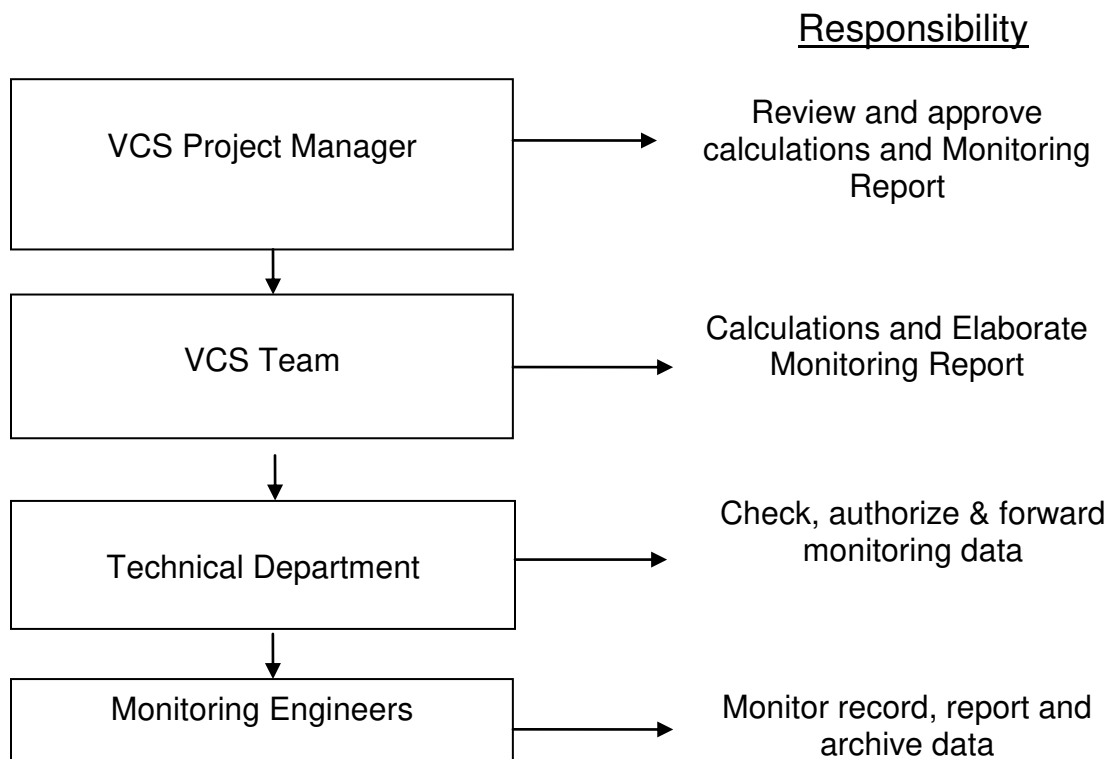 Responsibility
VCS Project Manager
Review and approve
calculations and Monitoring
Report
VCS Team
Calculations and Elaborate
Monitoring Report
Technical Department
Check, authorize & forward
monitoring data
Monitoring Engineers
Monitor record, report and
archive data